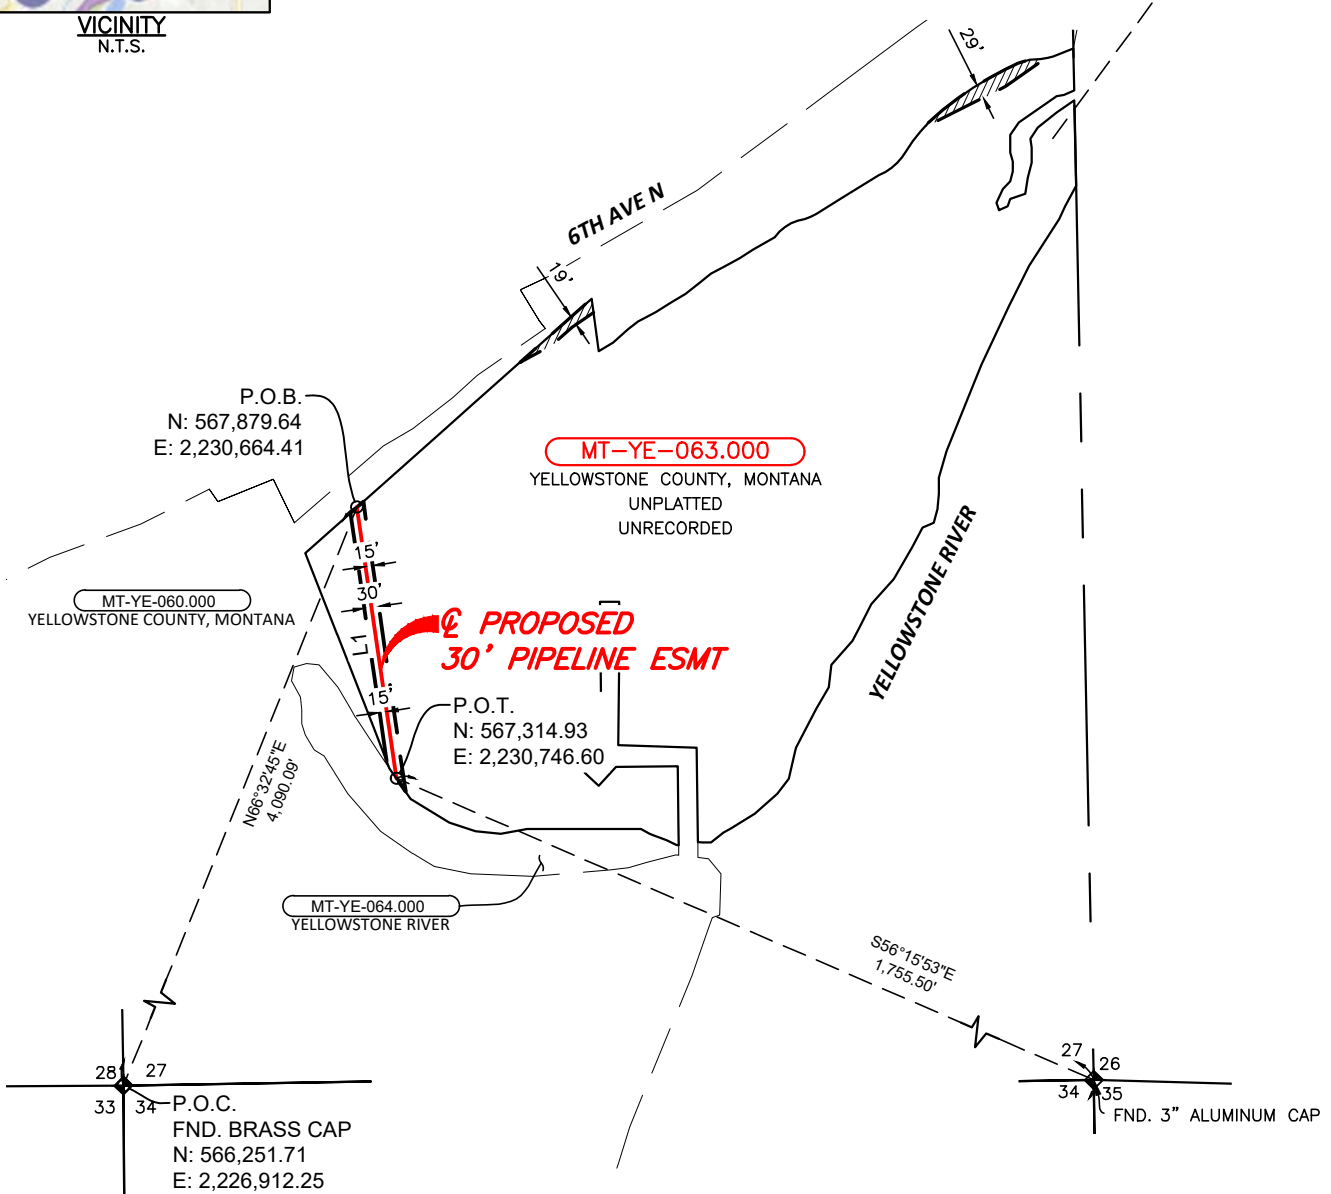 VICINITY
N.T.S.
29'
6TH AVE N
19'
P.O.B.
N: 567,879.64
E: 2,230,664.41
MT-YE-063.000
YELLOWSTONE COUNTY, MONTANA
UNPLATTED
UNRECORDED
YELLOWSTONE RIVER
15'
30'
MT-YE-060.000
YELLOWSTONE COUNTY, MONTANA
L1
℄ PROPOSED
30' PIPELINE ESMT
15'
P.O.T.
N: 567,314.93
E: 2,230,746.60
N66°32'45"E
4,090.09'
MT-YE-064.000
YELLOWSTONE RIVER
S56°15'53"E
1,755.50'
28 27
33 34
P.O.C.
FND. BRASS CAP
N: 566,251.71
E: 2,226,912.25
27 26
34 35
FND. 3" ALUMINUM CAP